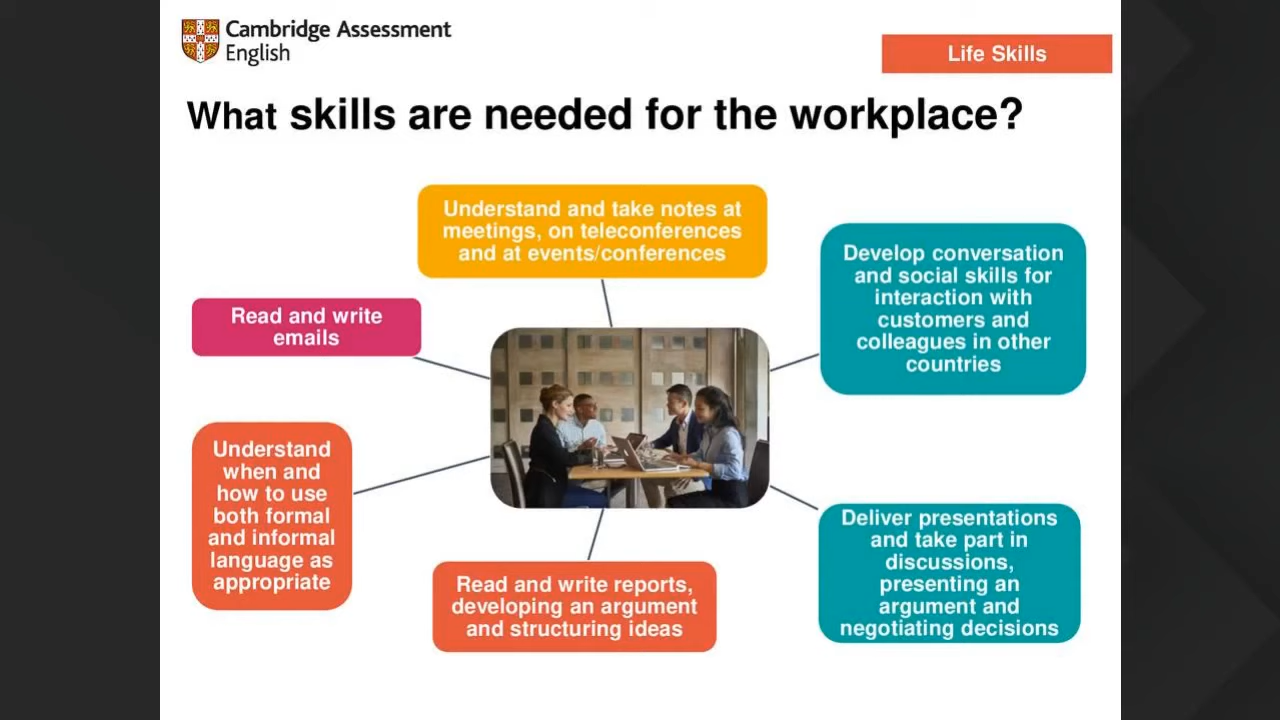 Cambridge Assessment
English
Life Skills
What skills are needed for the workplace?
Understand and take notes at
meetings, on teleconferences
and at events/conferences
Develop conversation
and social skills for
interaction with
customers and
colleagues in other
countries
Read and write
emails
Understand
when and
how to use
both formal
and informal
language as
appropriate
Read and write reports,
developing an argument
and structuring ideas
Deliver presentations
and take part in
discussions,
presenting an
argument and
negotiating decisions